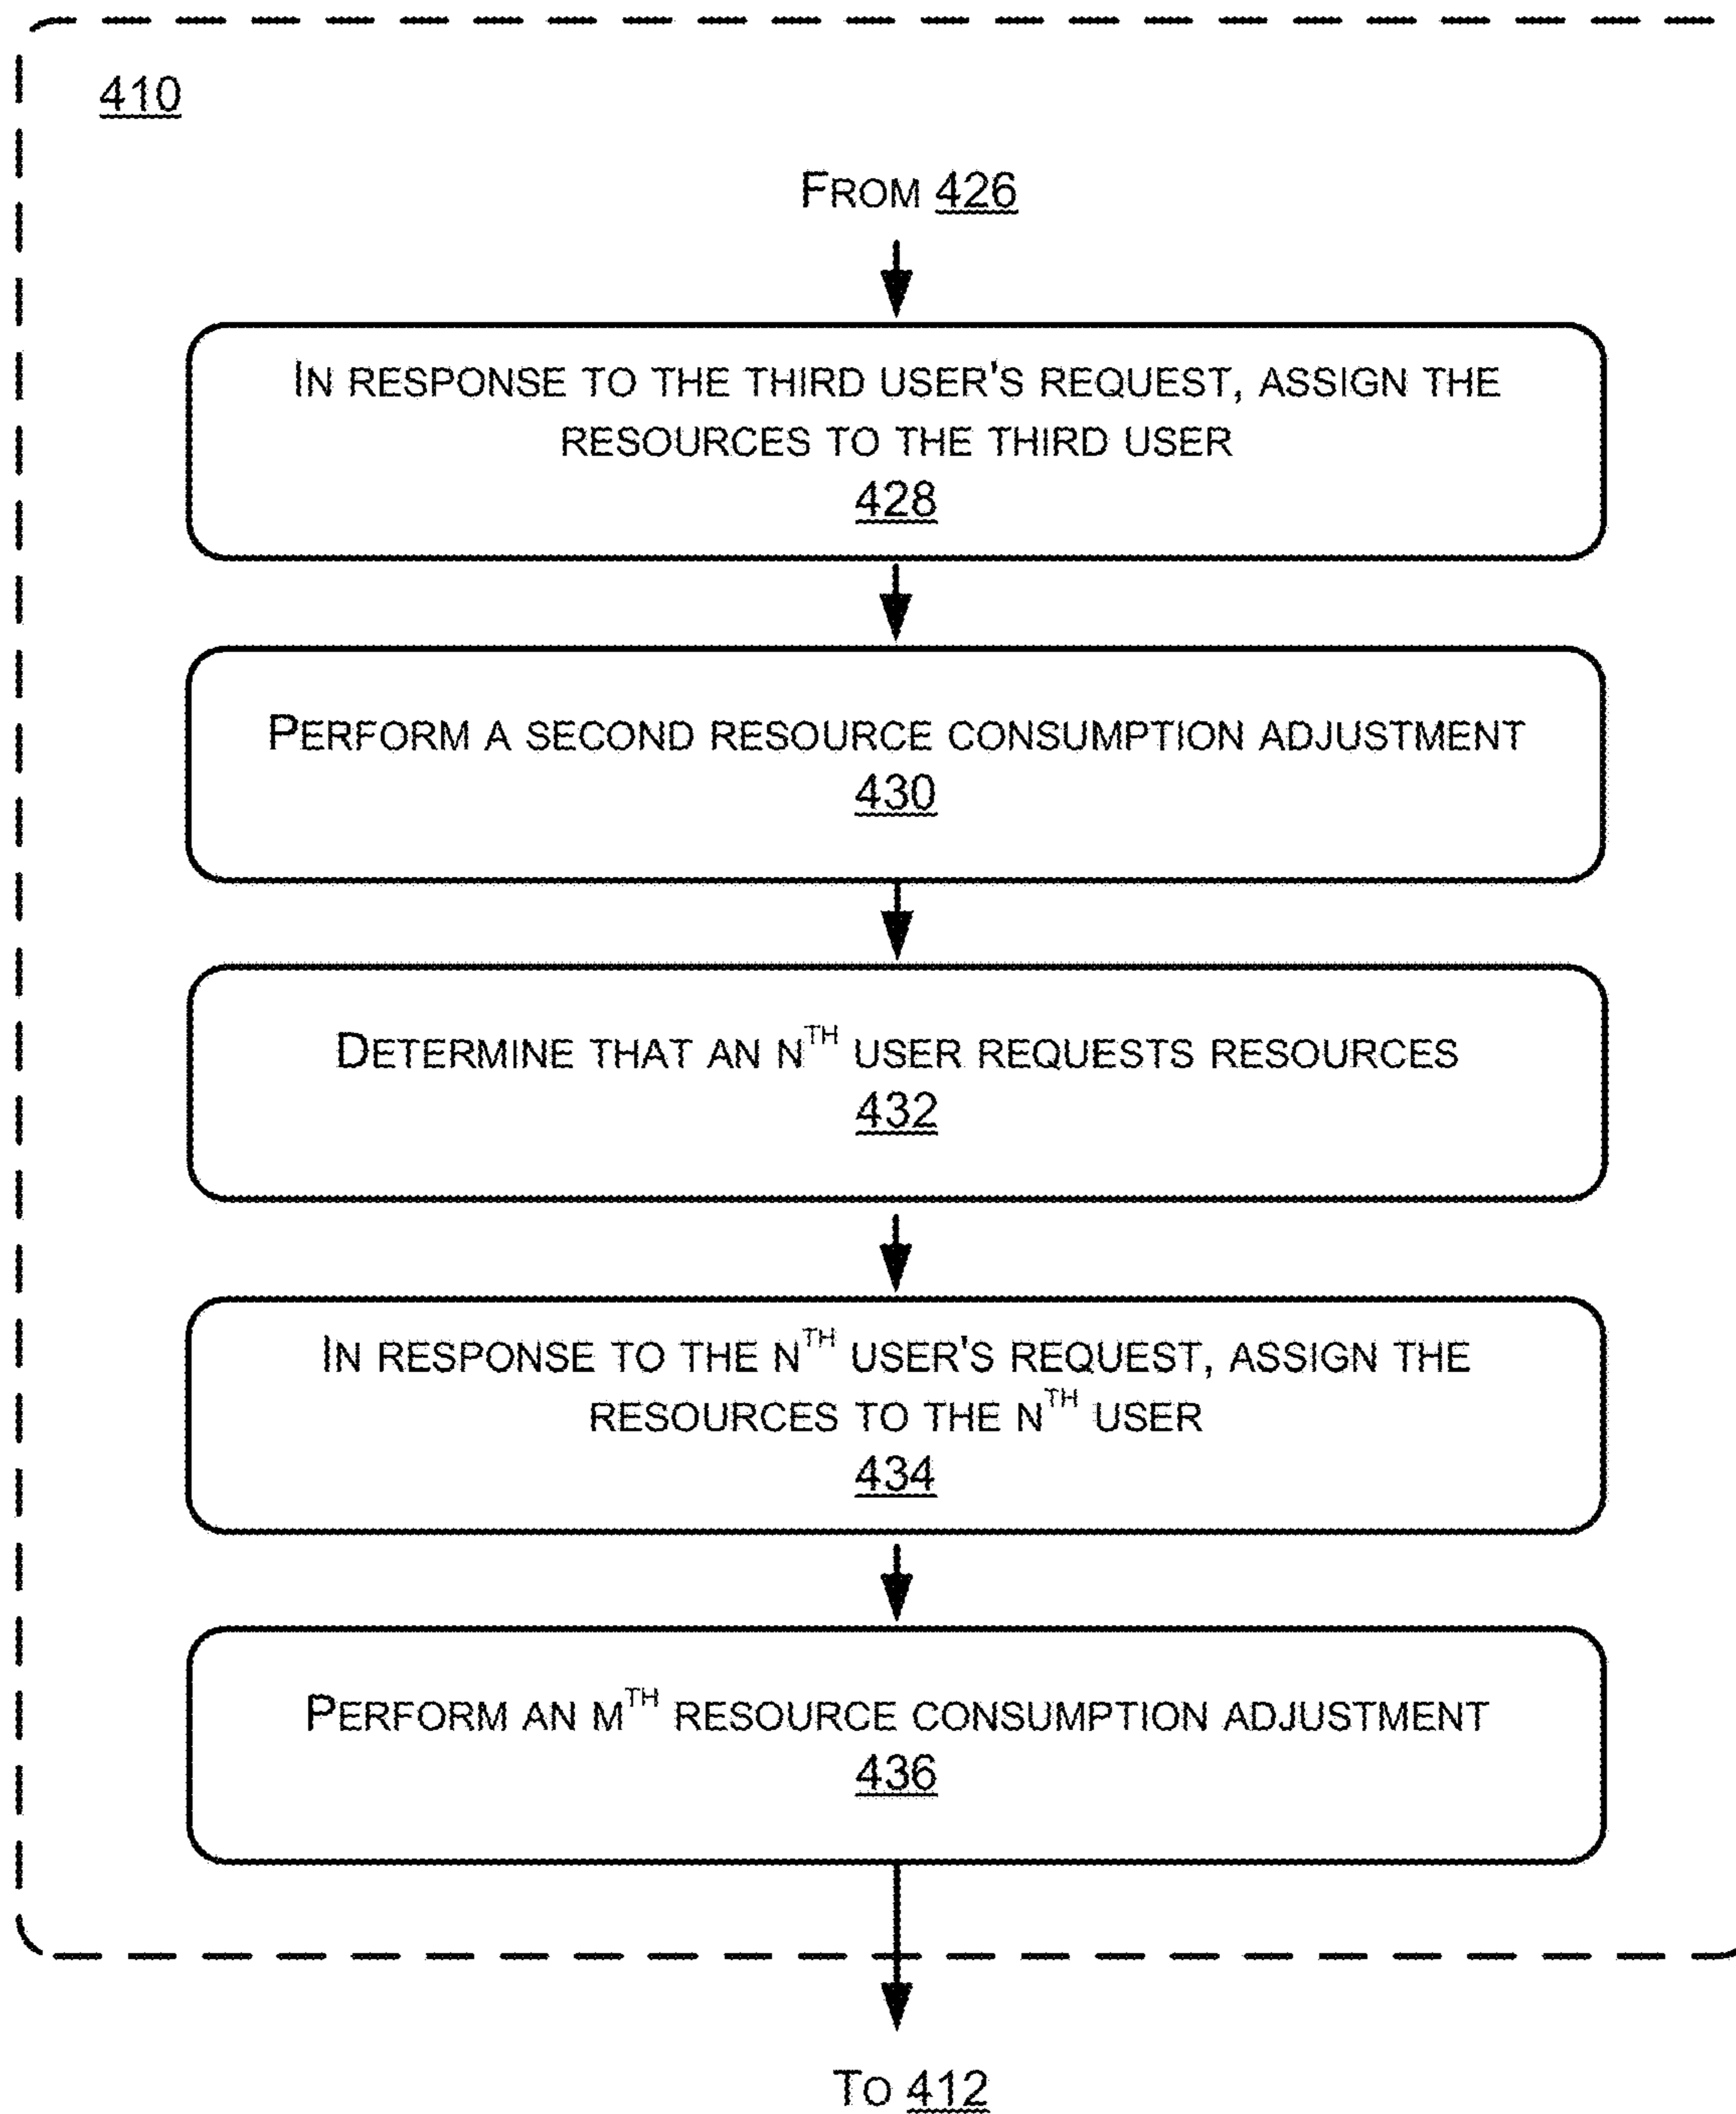 410
From 426
In response to the third user's request, assign the
resources to the third user
428
Perform a second resource consumption adjustment
430
Determine that an nth user requests resources
432
In response to the nth user's request, assign the
resources to the nth user
434
Perform an mth resource consumption adjustment
436
To 412